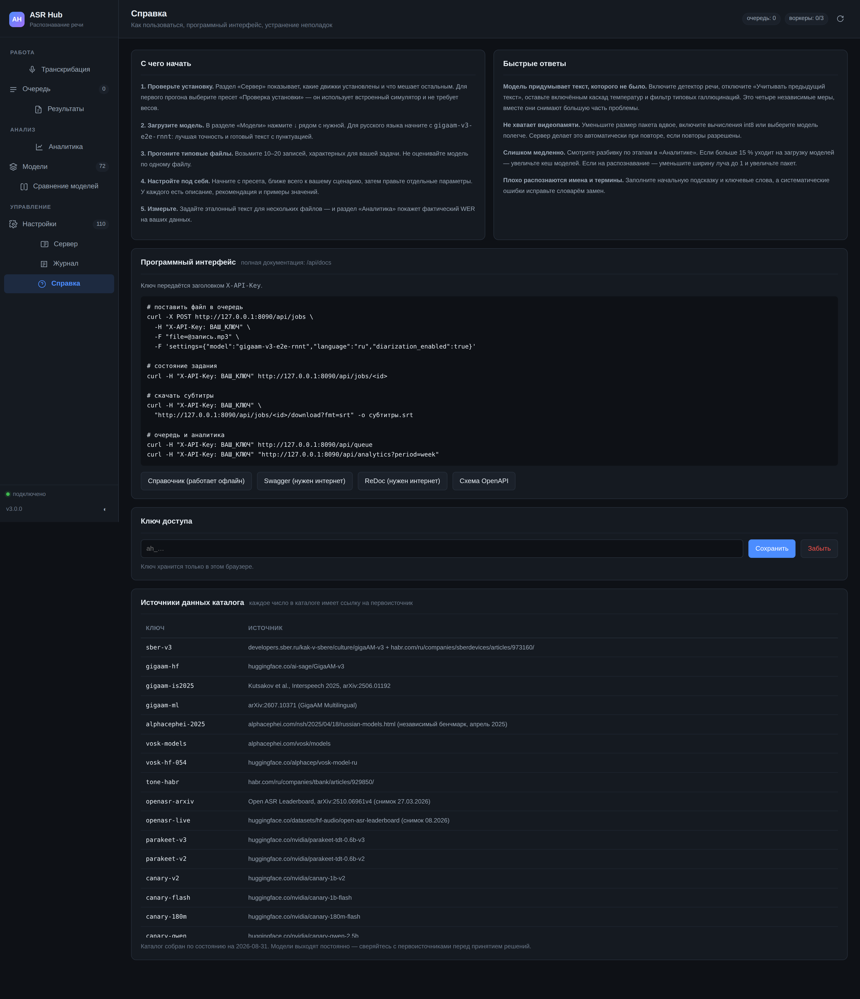 AH
ASR Hub
Распознавание речи
РАБОТА
Транскрибация
Очередь 0
Результаты
АНАЛИЗ
Аналитика
Модели 72
Сравнение моделей
УПРАВЛЕНИЕ
Настройки 110
Сервер
Журнал
Справка
подключено
v3.0.0
Справка
Как пользоваться, программный интерфейс, устранение неполадок
очередь: 0 воркеры: 0/3
С чего начать
1. Проверьте установку. Раздел «Сервер» показывает, какие движки установлены и что мешает остальным. Для
первого прогона выберите пресет «Проверка установки» — он использует встроенный симулятор и не требует
весов.
2. Загрузите модель. В разделе «Модели» нажмите ↓ рядом с нужной. Для русского языка начните с gigaam-v3-
e2e-rnnt: лучшая точность и готовый текст с пунктуацией.
3. Прогоните типовые файлы. Возьмите 10–20 записей, характерных для вашей задачи. Не оценивайте модель
по одному файлу.
4. Настройте под себя. Начните с пресета, ближе всего к вашему сценарию, затем правьте отдельные параметры.
У каждого есть описание, рекомендация и примеры значений.
5. Измерьте. Задайте эталонный текст для нескольких файлов — и раздел «Аналитика» покажет фактический WER
на ваших данных.
Быстрые ответы
Модель придумывает текст, которого не было. Включите детектор речи, отключите «Учитывать предыдущий
текст», оставьте включённым каскад температур и фильтр типовых галлюцинаций. Это четыре независимые меры,
вместе они снимают большую часть проблемы.
Не хватает видеопамяти. Уменьшите размер пакета вдвое, включите вычисления int8 или выберите модель
полегче. Сервер делает это автоматически при повторе, если повторы разрешены.
Слишком медленно. Смотрите разбивку по этапам в «Аналитике». Если больше 15 % уходит на загрузку моделей
— увеличьте кеш моделей. Если на распознавание — уменьшите ширину луча до 1 и увеличьте пакет.
Плохо распознаются имена и термины. Заполните начальную подсказку и ключевые слова, а систематические
ошибки исправьте словарём замен.
Программный интерфейс полная документация: /api/docs
Ключ передаётся заголовком X-API-Key.
# поставить файл в очередь
curl -X POST http://127.0.0.1:8090/api/jobs \
-H "X-API-Key: ВАШ_КЛЮЧ" \
-F "file=@запись.mp3" \
-F 'settings={"model":"gigaam-v3-e2e-rnnt","language":"ru","diarization_enabled":true}'
# состояние задания
curl -H "X-API-Key: ВАШ_КЛЮЧ" http://127.0.0.1:8090/api/jobs/<id>
# скачать субтитры
curl -H "X-API-Key: ВАШ_КЛЮЧ" \
"http://127.0.0.1:8090/api/jobs/<id>/download?fmt=srt" -o субтитры.srt
# очередь и аналитика
curl -H "X-API-Key: ВАШ_КЛЮЧ" http://127.0.0.1:8090/api/queue
curl -H "X-API-Key: ВАШ_КЛЮЧ" "http://127.0.0.1:8090/api/analytics?period=week"
Справочник (работает офлайн) Swagger (нужен интернет) ReDoc (нужен интернет) Схема OpenAPI
Ключ доступа
ah_… Сохранить Забыть
Ключ хранится только в этом браузере.
Источники данных каталога каждое число в каталоге имеет ссылку на первоисточник
КЛЮЧ ИСТОЧНИК
sber-v3 developers.sber.ru/kak-v-sbere/culture/gigaAM-v3 + habr.com/ru/companies/sberdevices/articles/973160/
gigaam-hf huggingface.co/ai-sage/GigaAM-v3
gigaam-is2025 Kutsakov et al., Interspeech 2025, arXiv:2506.01192
gigaam-ml arXiv:2607.10371 (GigaAM Multilingual)
alphacephei-2025 alphacephei.com/nsh/2025/04/18/russian-models.html (независимый бенчмарк, апрель 2025)
vosk-models alphacephei.com/vosk/models
vosk-hf-054 huggingface.co/alphacep/vosk-model-ru
tone-habr habr.com/ru/companies/tbank/articles/929850/
openasr-arxiv Open ASR Leaderboard, arXiv:2510.06961v4 (снимок 27.03.2026)
openasr-live huggingface.co/datasets/hf-audio/open-asr-leaderboard (снимок 08.2026)
parakeet-v3 huggingface.co/nvidia/parakeet-tdt-0.6b-v3
parakeet-v2 huggingface.co/nvidia/parakeet-tdt-0.6b-v2
canary-v2 huggingface.co/nvidia/canary-1b-v2
canary-flash huggingface.co/nvidia/canary-1b-flash
canary-180m huggingface.co/nvidia/canary-180m-flash
canary-qwen huggingface.co/nvidia/canary-qwen-2.5b
Каталог собран по состоянию на 2026-08-31. Модели выходят постоянно — сверяйтесь с первоисточниками перед принятием решений.